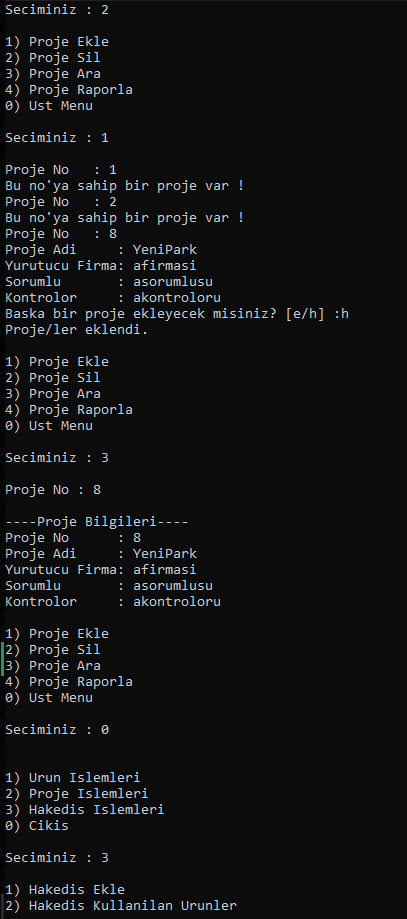 Seciminiz : 2
1) Proje Ekle
2) Proje Sil
3) Proje Ara
4) Proje Raporla
0) Ust Menu
Seciminiz : 1
Proje No   : 1
Bu no'ya sahip bir proje var !
Proje No   : 2
Bu no'ya sahip bir proje var !
Proje No   : 8
Proje Adi     : YeniPark
Yurutucu Firma: afirmasi
Sorumlu       : asorumlusu
Kontrolor     : akontroloru
Baska bir proje ekleyecek misiniz? [e/h] :h
Proje/ler eklendi.
1) Proje Ekle
2) Proje Sil
3) Proje Ara
4) Proje Raporla
0) Ust Menu
Seciminiz : 3
Proje No : 8
----Proje Bilgileri----
Proje No      : 8
Proje Adi     : YeniPark
Yurutucu Firma: afirmasi
Sorumlu       : asorumlusu
Kontrolor     : akontroloru
1) Proje Ekle
2) Proje Sil
3) Proje Ara
4) Proje Raporla
0) Ust Menu
Seciminiz : 0
1) Urun Islemleri
2) Proje Islemleri
3) Hakedis Islemleri
0) Cikis
Seciminiz : 3
1) Hakedis Ekle
2) Hakedis Kullanilan Urunler